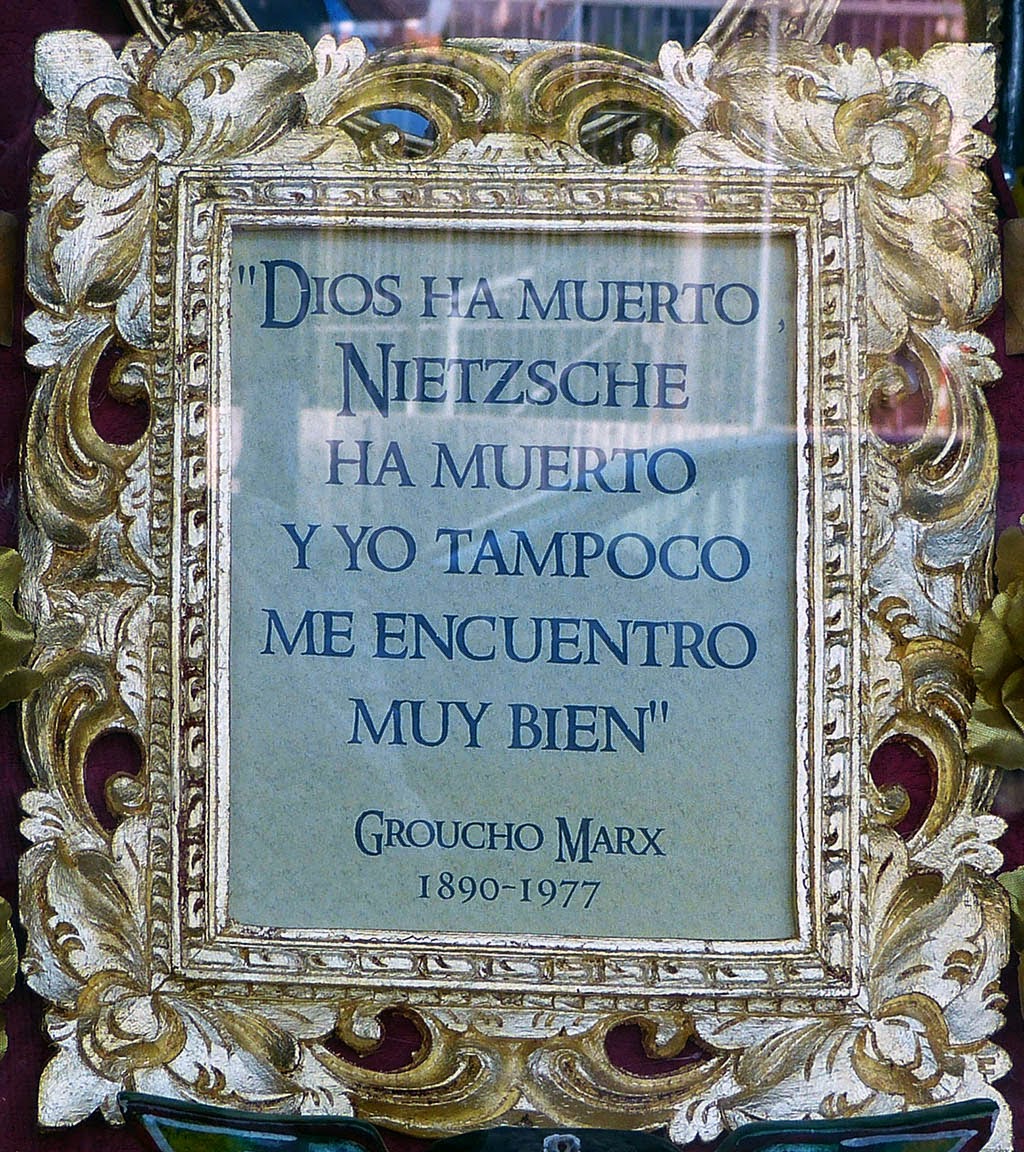 "Dios ha muerto,
Nietzsche
ha muerto
y yo tampoco
me encuentro
muy bien"
Groucho Marx
1890-1977